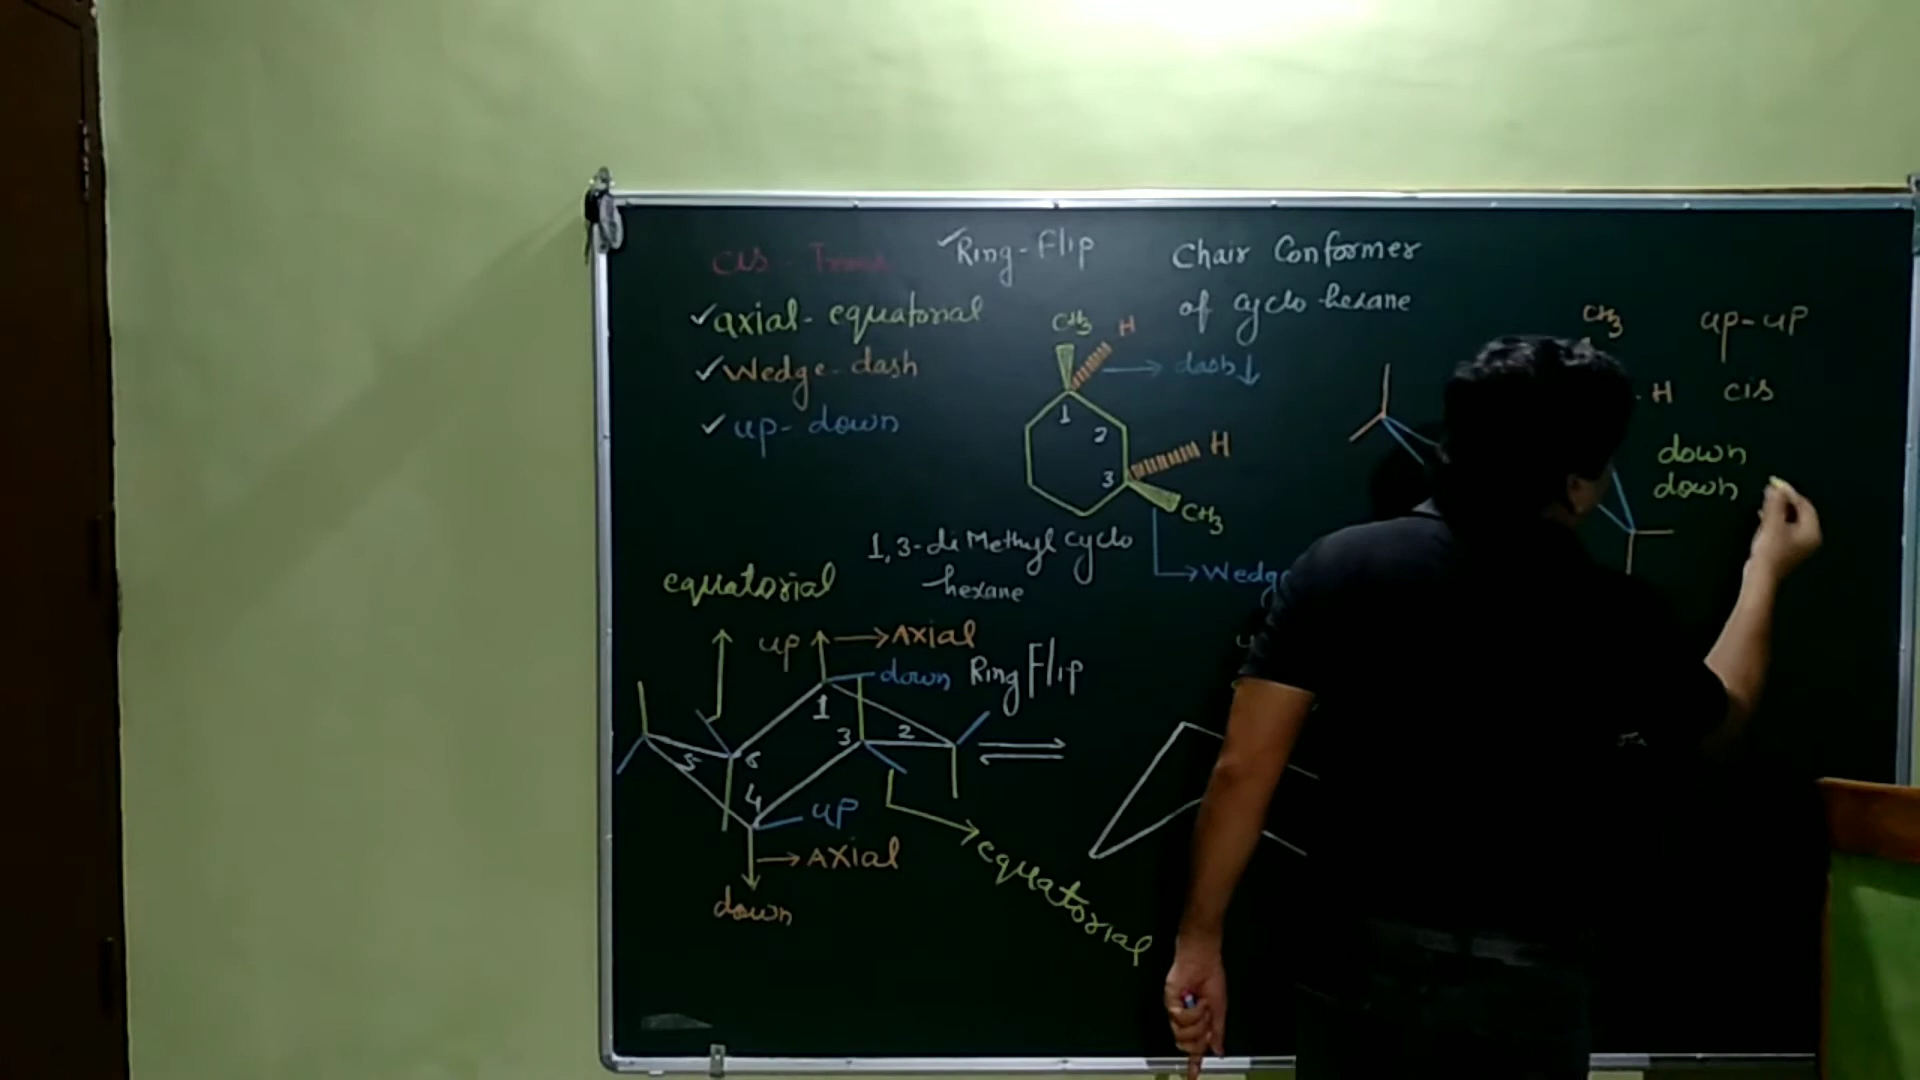 cis - Trans
✓axial- equatorial
✓Wedge-dash
✓up- down
✓Ring-Flip
Chair Conformer
of cyclo hexane
CH3
H
dash↓
1
2
3
H
CH3
Wedge
1,3-di Methyl cyclo
hexane
CH3
up-up
H
cis
down
down
equatorial
up
Axial
down
Ring Flip
1
2
3
4
5
6
up
Axial
down
equatorial